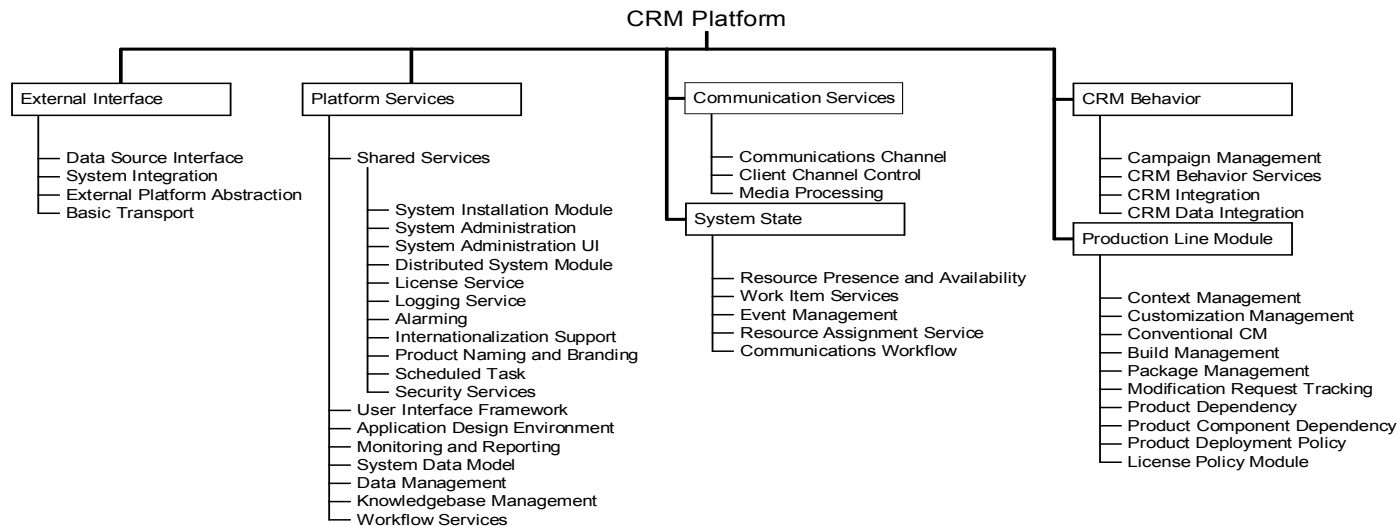 CRM Platform
External Interface
Data Source Interface
System Integration
External Platform Abstraction
Basic Transport
Platform Services
Shared Services
System Installation Module
System Administration
System Administration UI
Distributed System Module
License Service
Logging Service
Alarming
Internationalization Support
Product Naming and Branding
Scheduled Task
Security Services
User Interface Framework
Application Design Environment
Monitoring and Reporting
System Data Model
Data Management
Knowledgebase Management
Workflow Services
Communication Services
Communications Channel
Client Channel Control
Media Processing
System State
Resource Presence and Availability
Work Item Services
Event Management
Resource Assignment Service
Communications Workflow
CRM Behavior
Campaign Management
CRM Behavior Services
CRM Integration
CRM Data Integration
Production Line Module
Context Management
Customization Management
Conventional CM
Build Management
Package Management
Modification Request Tracking
Product Dependency
Product Component Dependency
Product Deployment Policy
License Policy Module